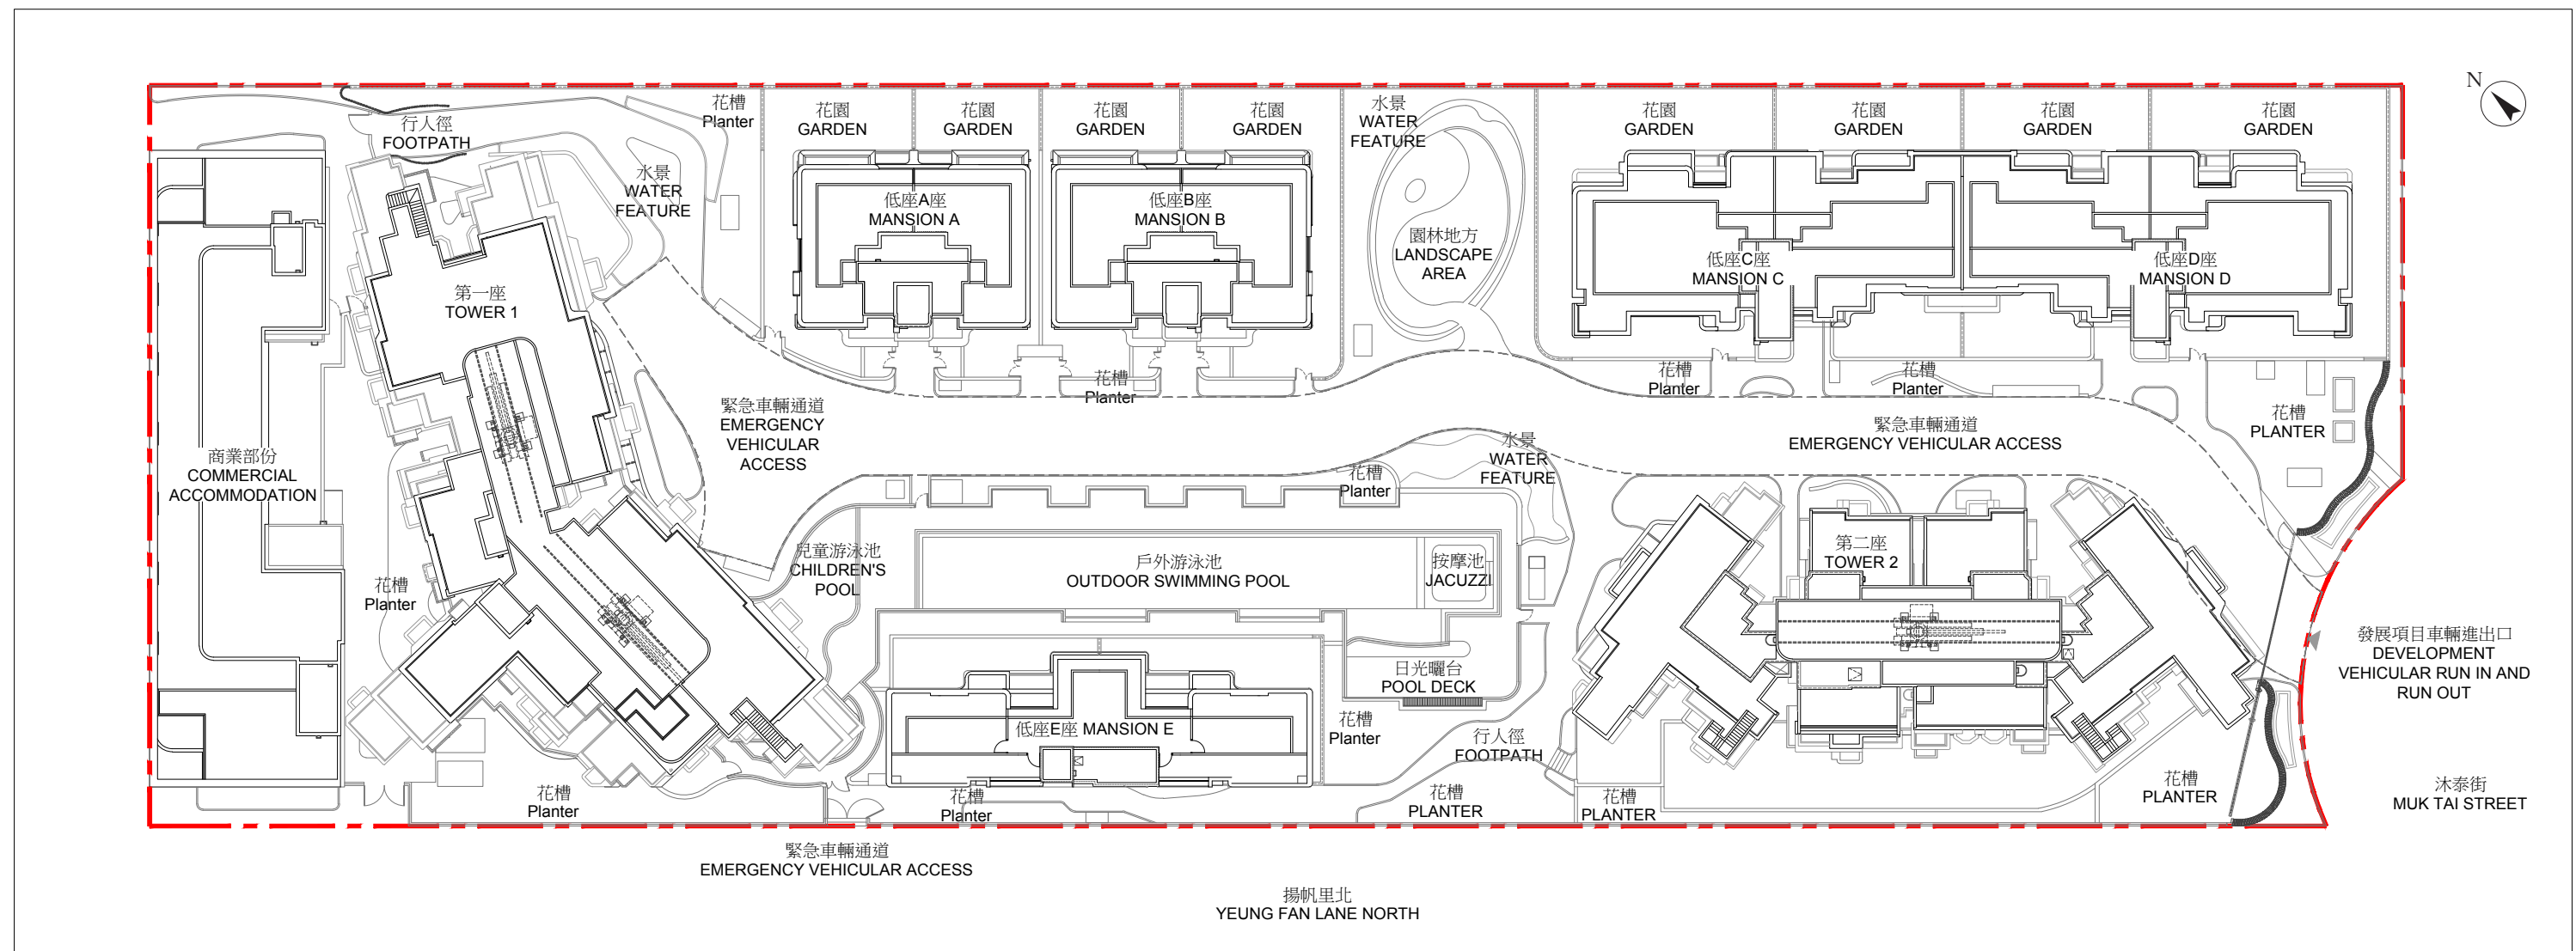 N
花槽
Planter
花園
GARDEN
花園
GARDEN
花園
GARDEN
花園
GARDEN
水景
WATER
FEATURE
花園
GARDEN
花園
GARDEN
花園
GARDEN
花園
GARDEN
行人徑
FOOTPATH
水景
WATER
FEATURE
低座A座
MANSION A
低座B座
MANSION B
園林地方
LANDSCAPE
AREA
低座C座
MANSION C
低座D座
MANSION D
第一座
TOWER 1
花槽
Planter
花槽
Planter
花槽
Planter
緊急車輛通道
EMERGENCY
VEHICULAR
ACCESS
緊急車輛通道
EMERGENCY VEHICULAR ACCESS
花槽
PLANTER
商業部份
COMMERCIAL
ACCOMMODATION
水景
WATER
FEATURE
花槽
Planter
兒童游泳池
CHILDREN'S
POOL
戶外游泳池
OUTDOOR SWIMMING POOL
按摩池
JACUZZI
第二座
TOWER 2
花槽
Planter
發展項目車輛進出口
DEVELOPMENT
VEHICULAR RUN IN AND
RUN OUT
日光曬台
POOL DECK
低座E座 MANSION E
花槽
Planter
行人徑
FOOTPATH
花槽
Planter
花槽
Planter
花槽
PLANTER
花槽
PLANTER
花槽
PLANTER
沐泰街
MUK TAI STREET
緊急車輛通道
EMERGENCY VEHICULAR ACCESS
揚帆里北
YEUNG FAN LANE NORTH